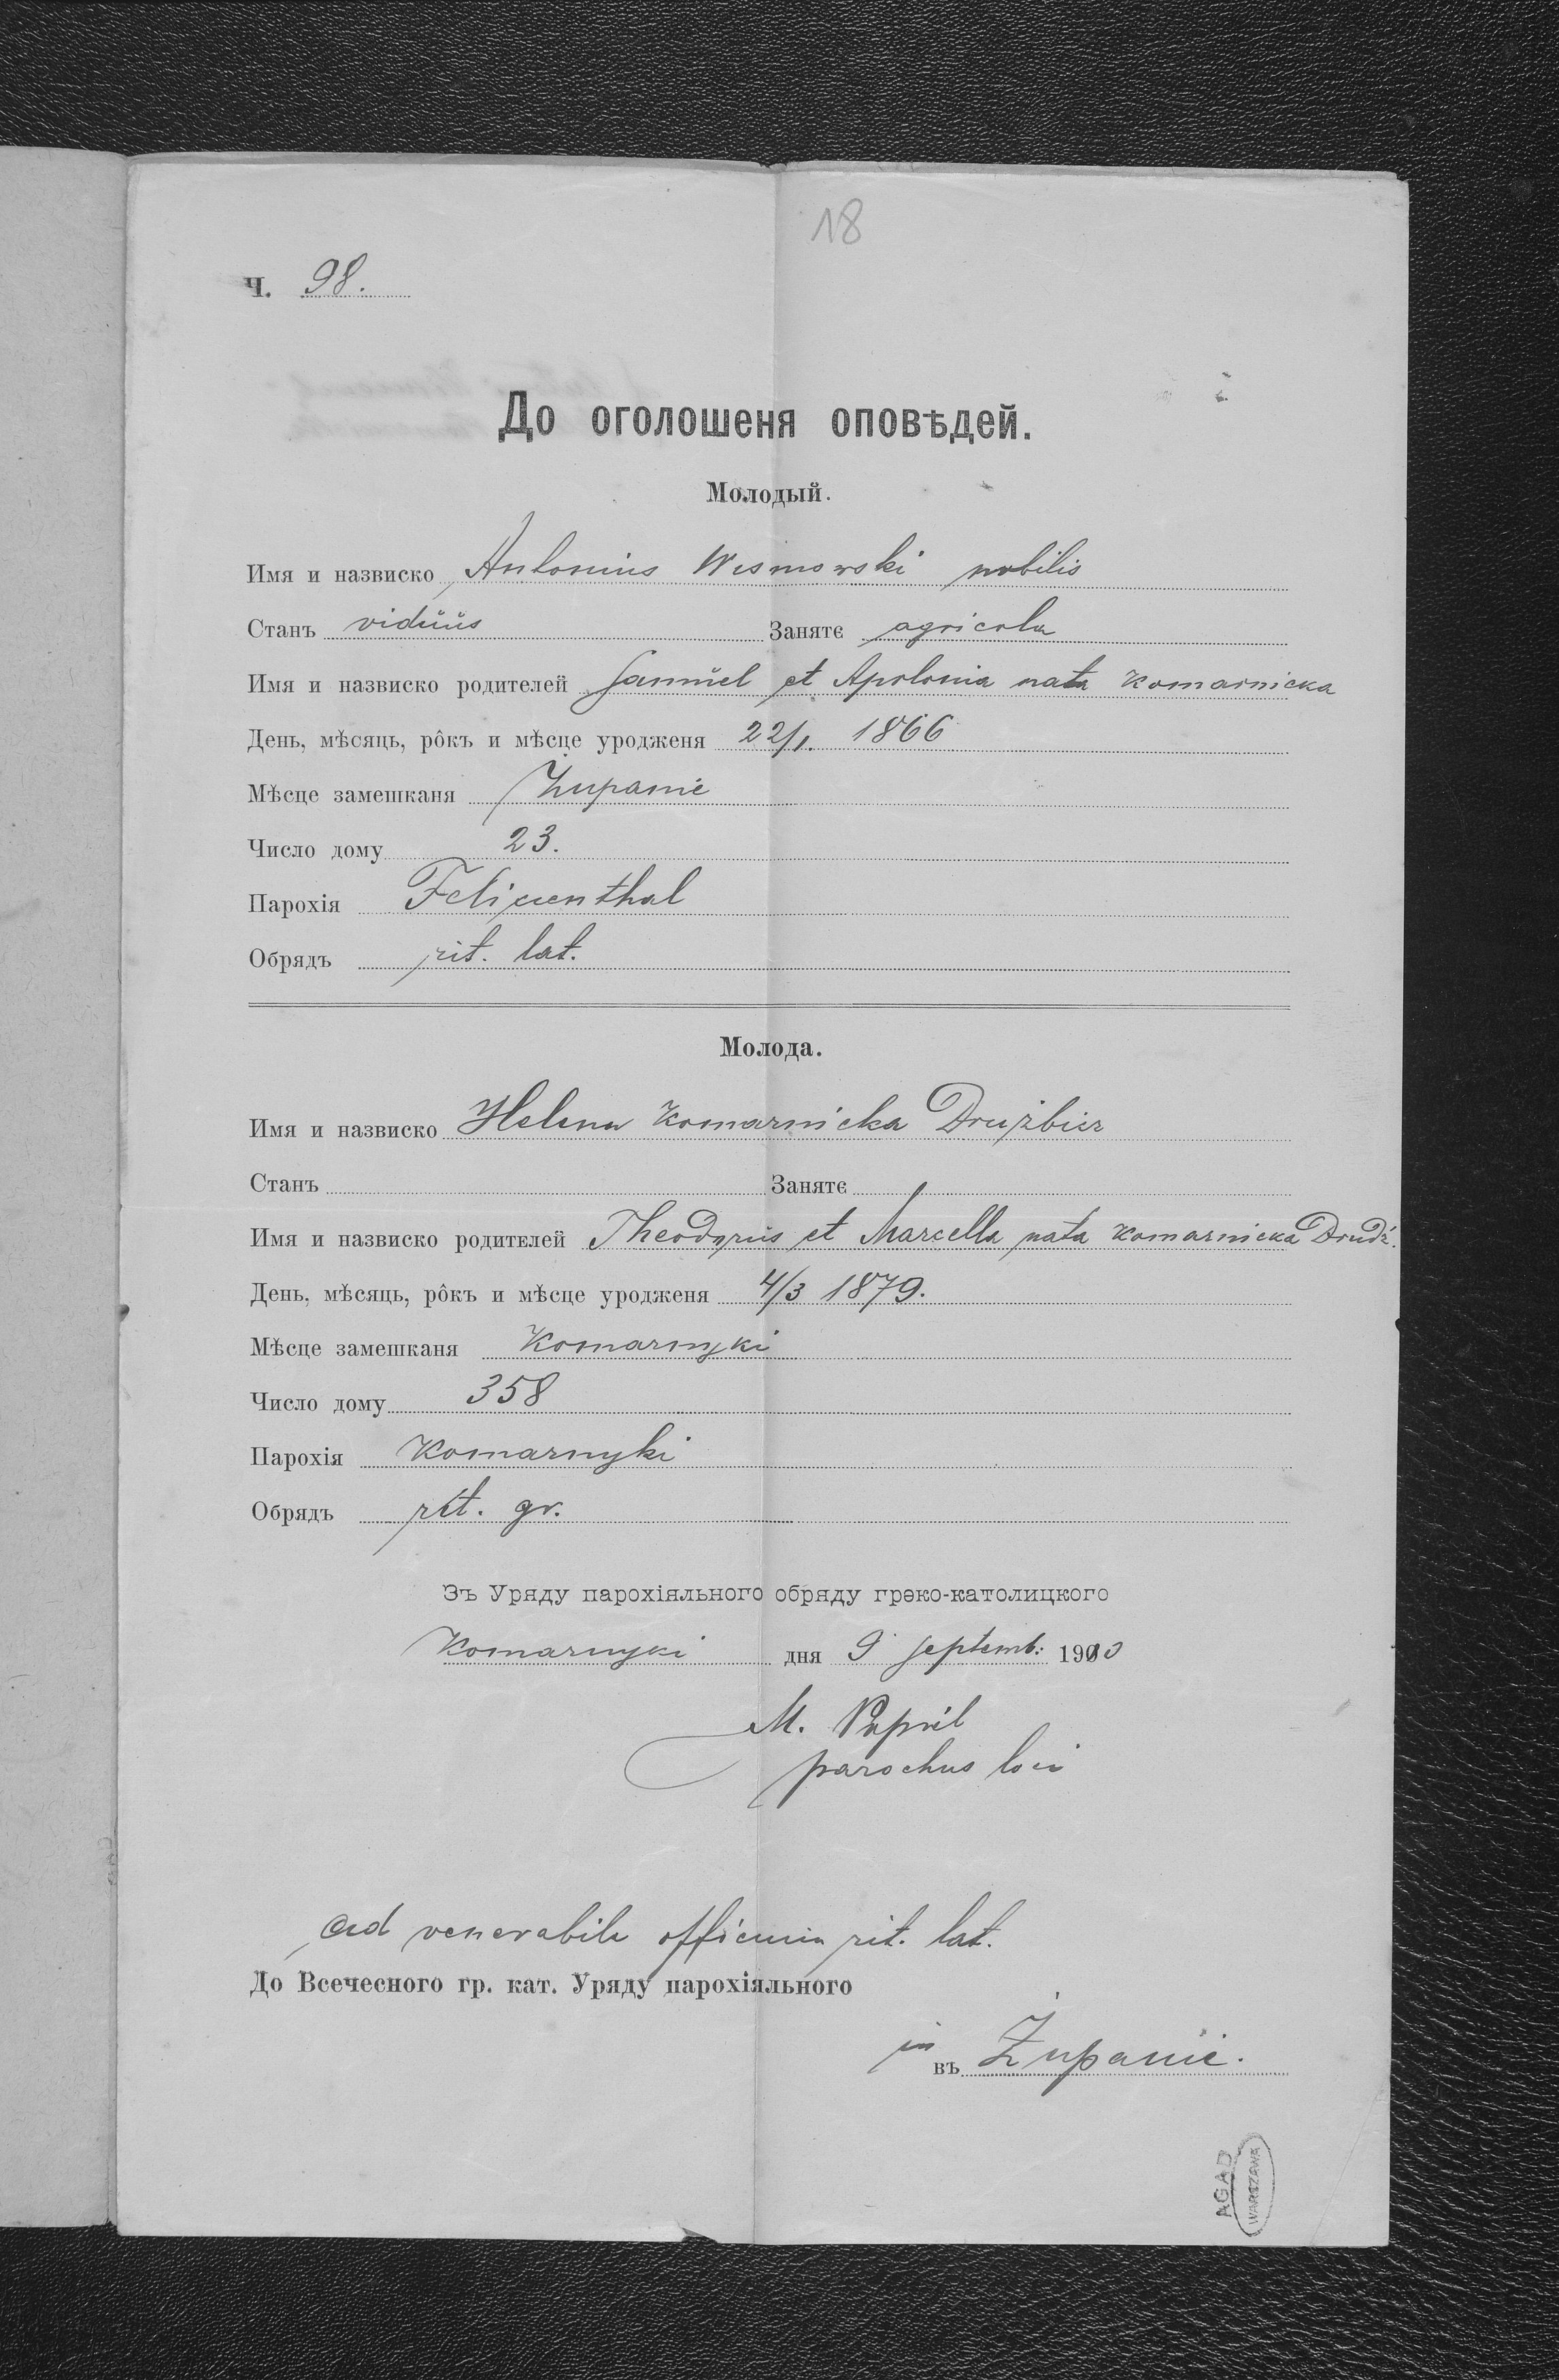 18
Ч. 98.
До оголошеня оповѣдей.
Молодый.
Имя и назвиско Antonius Wisniowski nobilis
Станъ viduus Занятє agricola
Имя и назвиско родителей Samuel et Apolonia nata Komarnicka
День, мѣсяць, рôкъ и мѣсце уродженя 22/1. 1866
Мѣсце замешканя Żupanie
Число дому 23.
Парохія Felicienthal
Обрядъ rit. lat.
Молода.
Имя и назвиско Helena Komarnicka Drużbicz
Станъ Занятє
Имя и назвиско родителей Theodorus et Marcella nata Komarnicka Drudź.
День, мѣсяць, рôкъ и мѣсце уродженя 4/3 1879.
Мѣсце замешканя Komarnyki
Число дому 358
Парохія Komarnyki
Обрядъ rit. gr.
Зъ Уряду парохіяльного обряду греко-католицкого
Komarnyki дня 9 septemb: 1900
M. parochus loci
Ad venerabile officium rit. lat.
До Всечесного гр. кат. Уряду парохіяльного
in въ Żupanie.
AGAD
WARSZAWA